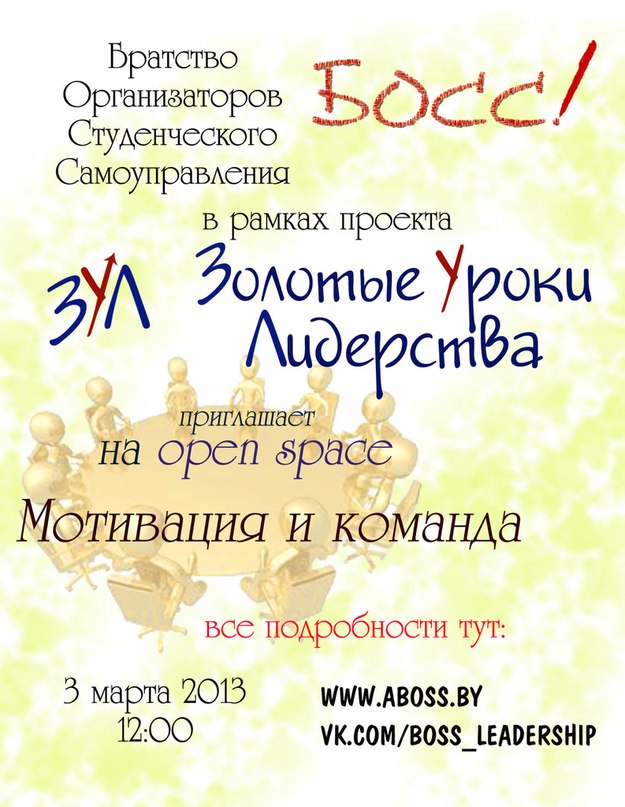 Братство
Организаторов
Студенческого
Самоуправления
БОСС!
в рамках проекта
ЗУЛ
Золотые Уроки
Лидерства
приглашает
на open space
Мотивация и команда
все подробности тут:
3 марта 2013
12:00
WWW.ABOSS.BY
VK.COM/BOSS_LEADERSHIP